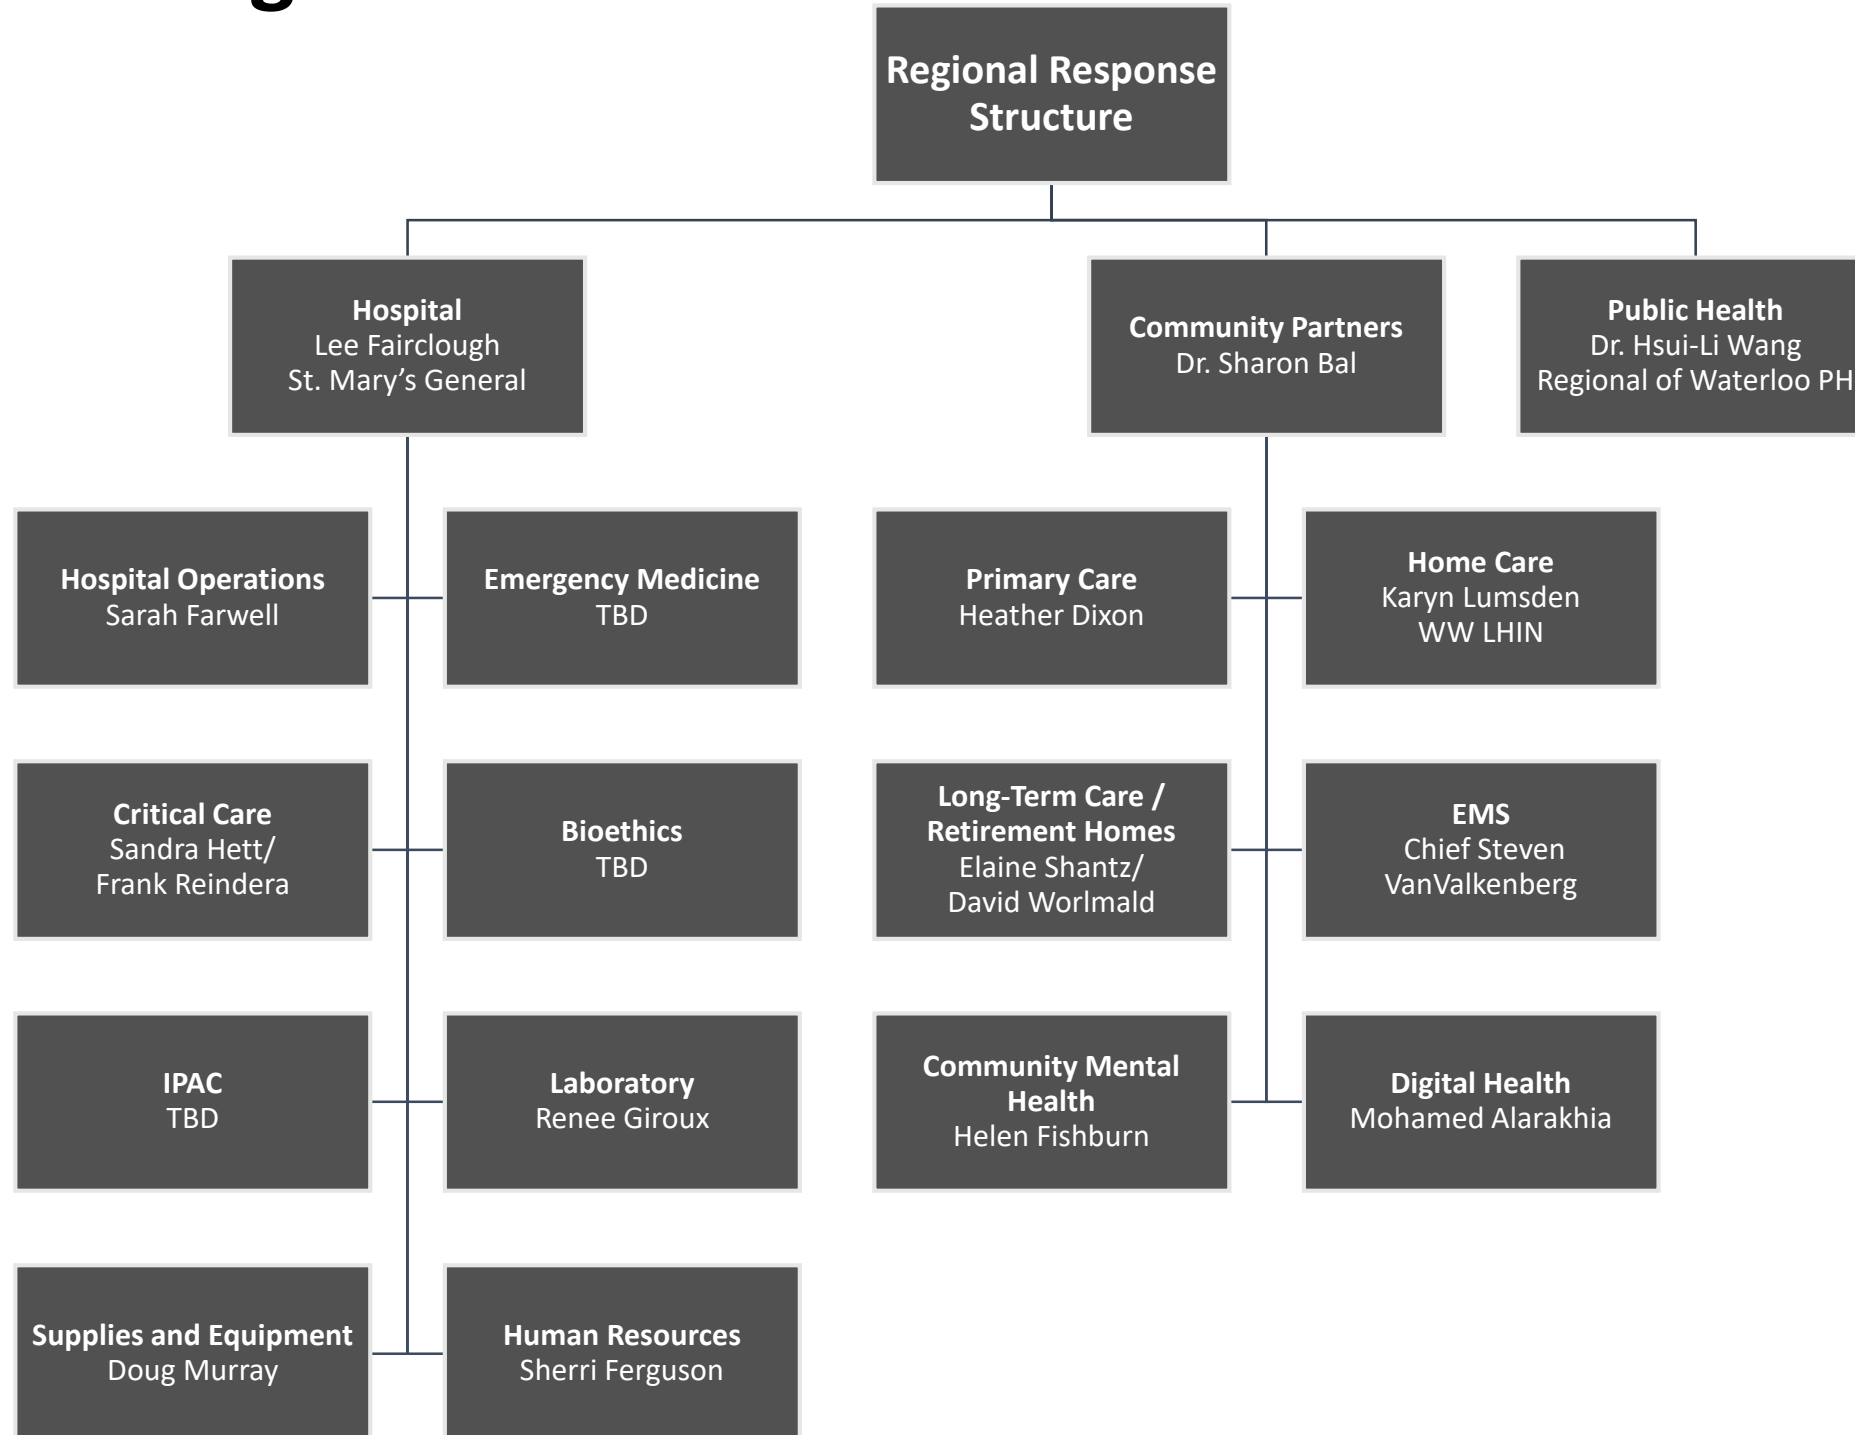 Regional Response
Structure
Hospital
Lee Fairclough
St. Mary’s General
Community Partners
Dr. Sharon Bal
Public Health
Dr. Hsui-Li Wang
Regional of Waterloo PH
Hospital Operations
Sarah Farwell
Emergency Medicine
TBD
Primary Care
Heather Dixon
Home Care
Karyn Lumsden
WW LHIN
Critical Care
Sandra Hett/
Frank Reindera
Bioethics
TBD
Long-Term Care /
Retirement Homes
Elaine Shantz/
David Worlmald
EMS
Chief Steven
VanValkenberg
IPAC
TBD
Laboratory
Renee Giroux
Community Mental
Health
Helen Fishburn
Digital Health
Mohamed Alarakhia
Supplies and Equipment
Doug Murray
Human Resources
Sherri Ferguson